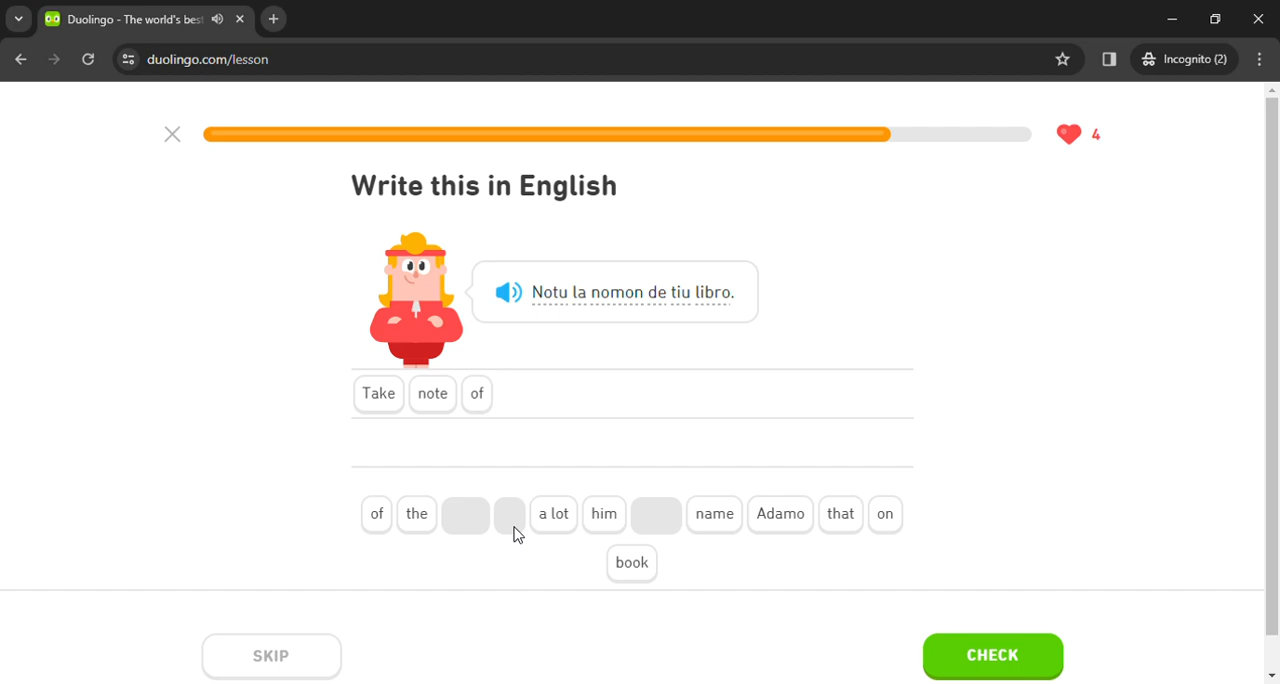 Duolingo - The world's bes
duolingo.com/lesson
Incognito (2)
4
Write this in English
Notu la nomon de tiu libro.
Take note of
of the a lot him name Adamo that on
book
SKIP
CHECK